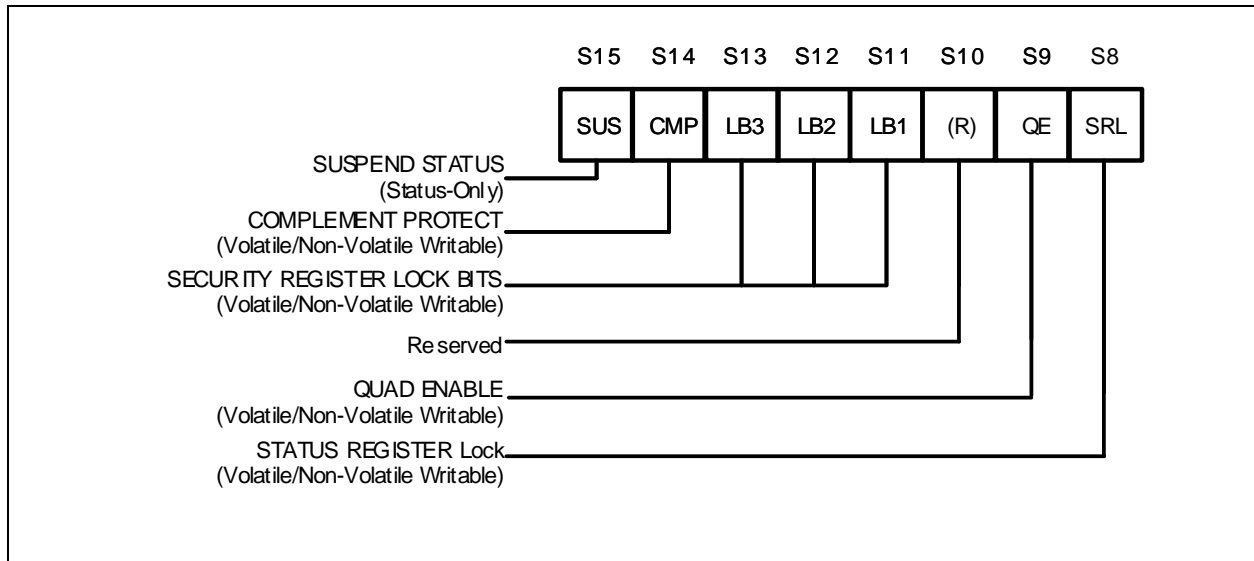 S15 S14 S13 S12 S11 S10 S9 S8
SUS CMP LB3 LB2 LB1 (R) QE SRL
SUSPEND STATUS
(Status-Only)
COMPLEMENT PROTECT
(Volatile/Non-Volatile Writable)
SECURITY REGISTER LOCK BITS
(Volatile/Non-Volatile Writable)
Reserved
QUAD ENABLE
(Volatile/Non-Volatile Writable)
STATUS REGISTER Lock
(Volatile/Non-Volatile Writable)